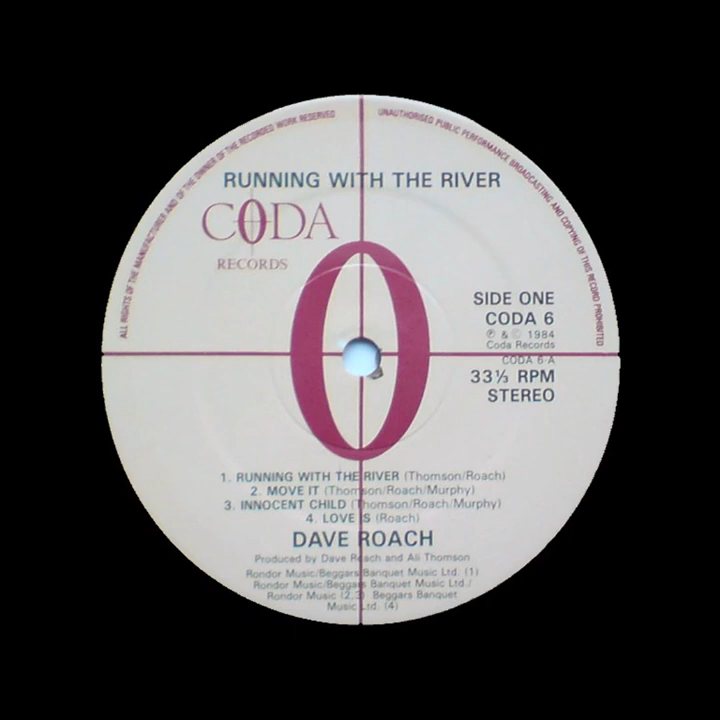 ALL RIGHTS OF THE MANUFACTURER AND OF THE OWNER OF THE RECORDED WORK RESERVED
UNAUTHORISED PUBLIC PERFORMANCE BROADCASTING AND COPYING OF THIS RECORD PROHIBITED
RUNNING WITH THE RIVER
CODA
RECORDS
SIDE ONE
CODA 6
℗ & © 1984
Coda Records
CODA 6-A
33⅓ RPM
STEREO
1. RUNNING WITH THE RIVER (Thomson/Roach)
2. MOVE IT (Thomson/Roach/Murphy)
3. INNOCENT CHILD (Thomson/Roach/Murphy)
4. LOVE IS (Roach)
DAVE ROACH
Produced by Dave Roach and Ali Thomson
Rondor Music/Beggars Banquet Music Ltd. (1)
Rondor Music/Beggars Banquet Music Ltd./
Rondor Music (2,3) Beggars Banquet
Music Ltd. (4)